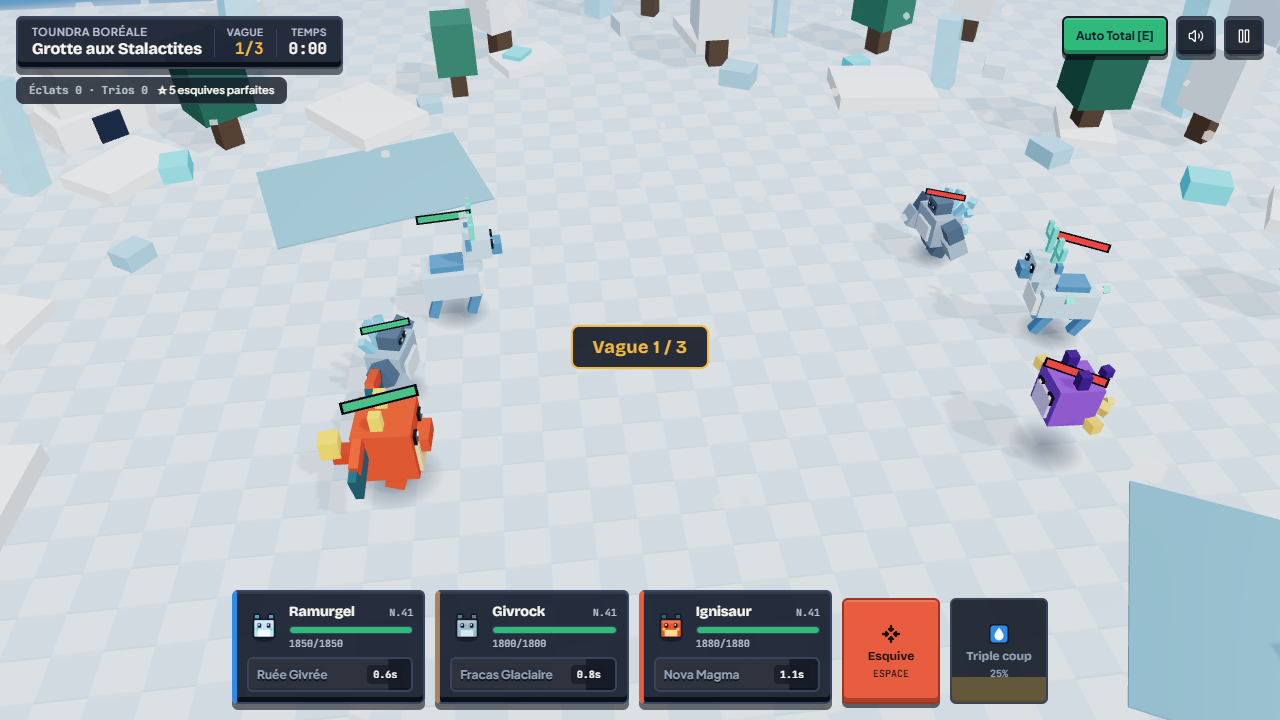 TOUNDRA BORÉALE
Grotte aux Stalactites
VAGUE
1/3
TEMPS
0:00
Éclats 0 · Trios 0 ★ 5 esquives parfaites
Auto Total [E]
Vague 1 / 3
Ramurgel
N.41
1850/1850
Ruée Givrée
0.6s
Givrock
N.41
1800/1800
Fracas Glaciaire
0.8s
Ignisaur
N.41
1880/1880
Nova Magma
1.1s
Esquive
ESPACE
Triple coup
25%